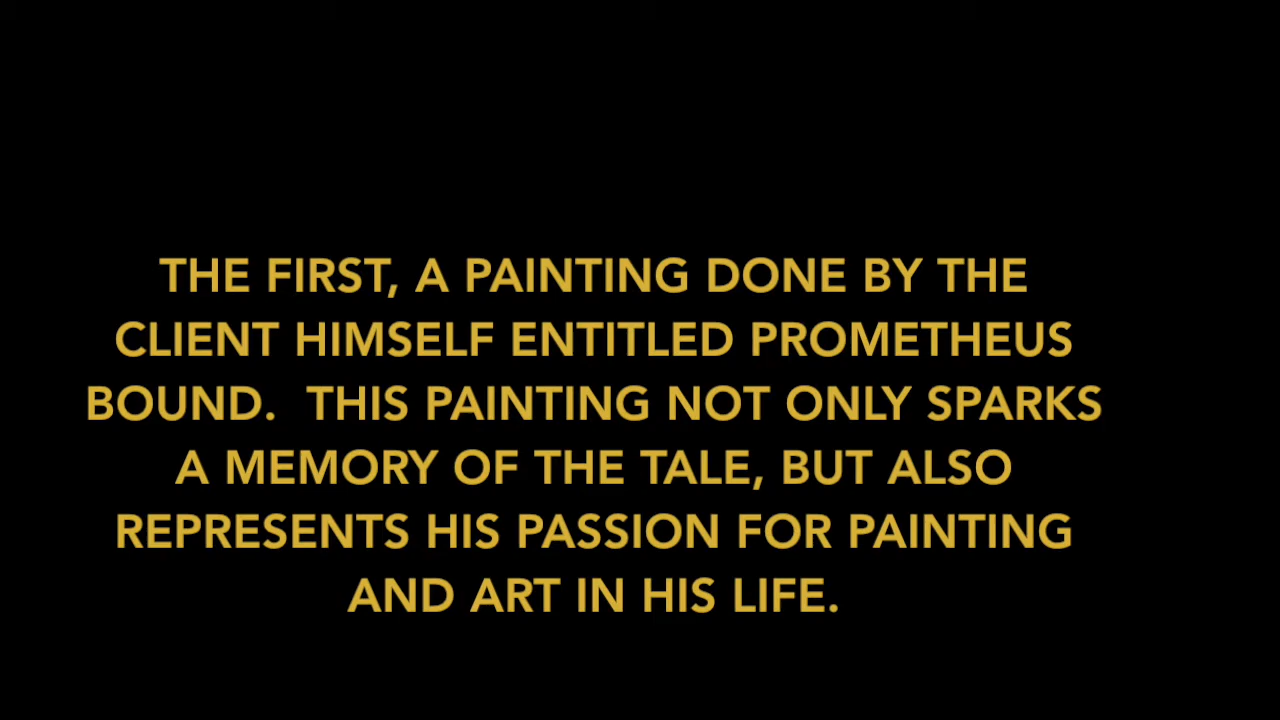 THE FIRST, A PAINTING DONE BY THE
CLIENT HIMSELF ENTITLED PROMETHEUS
BOUND.  THIS PAINTING NOT ONLY SPARKS
A MEMORY OF THE TALE, BUT ALSO
REPRESENTS HIS PASSION FOR PAINTING
AND ART IN HIS LIFE.